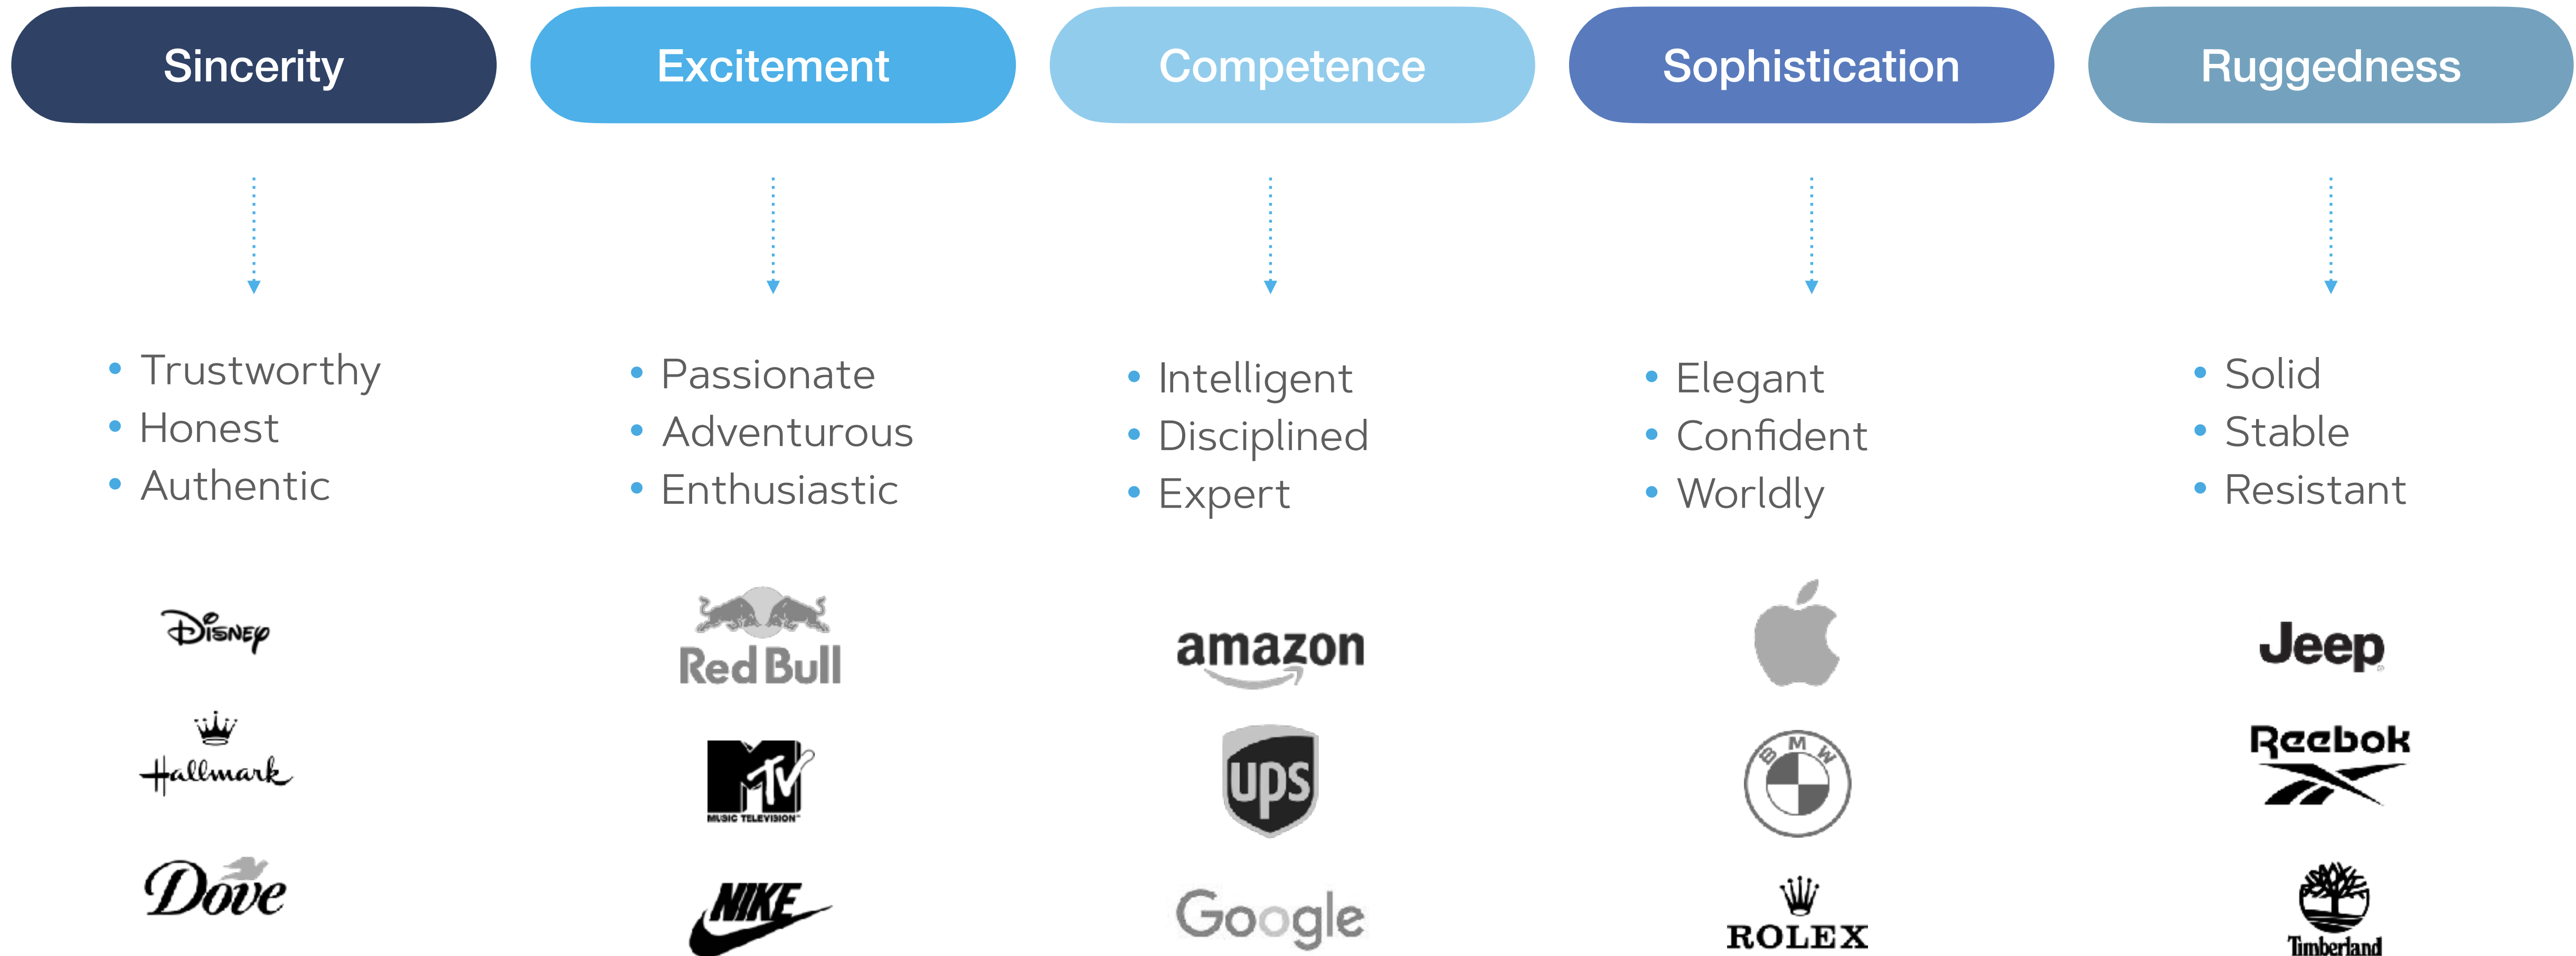 Sincerity
Excitement
Competence
Sophistication
Ruggedness
• Trustworthy
• Honest
• Authentic
• Passionate
• Adventurous
• Enthusiastic
• Intelligent
• Disciplined
• Expert
• Elegant
• Confident
• Worldly
• Solid
• Stable
• Resistant
Disney
Hallmark
Dove
Red Bull
MTV
MUSIC TELEVISION™
NIKE
amazon
ups
Google
BMW
ROLEX
Jeep®
Reebok
Timberland